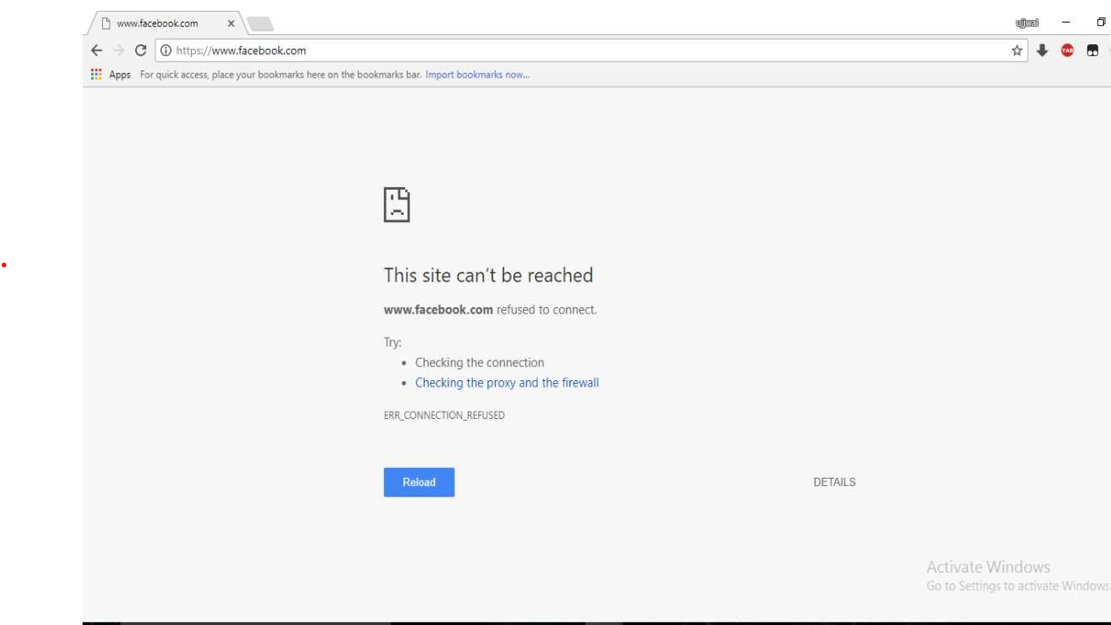 www.facebook.com
ujjwal
https://www.facebook.com
Apps For quick access, place your bookmarks here on the bookmarks bar. Import bookmarks now...
This site can't be reached
www.facebook.com refused to connect.
Try:
• Checking the connection
• Checking the proxy and the firewall
ERR_CONNECTION_REFUSED
Reload
DETAILS
Activate Windows
Go to Settings to activate Windows.